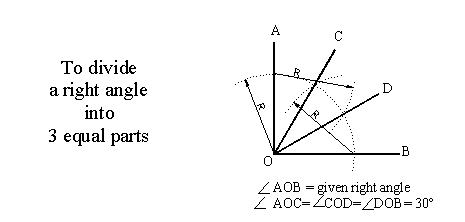 To divide
a right angle
into
3 equal parts
A
C
R
D
R
R
O
B
∠ AOB = given right angle
∠ AOC=∠COD=∠DOB = 30°